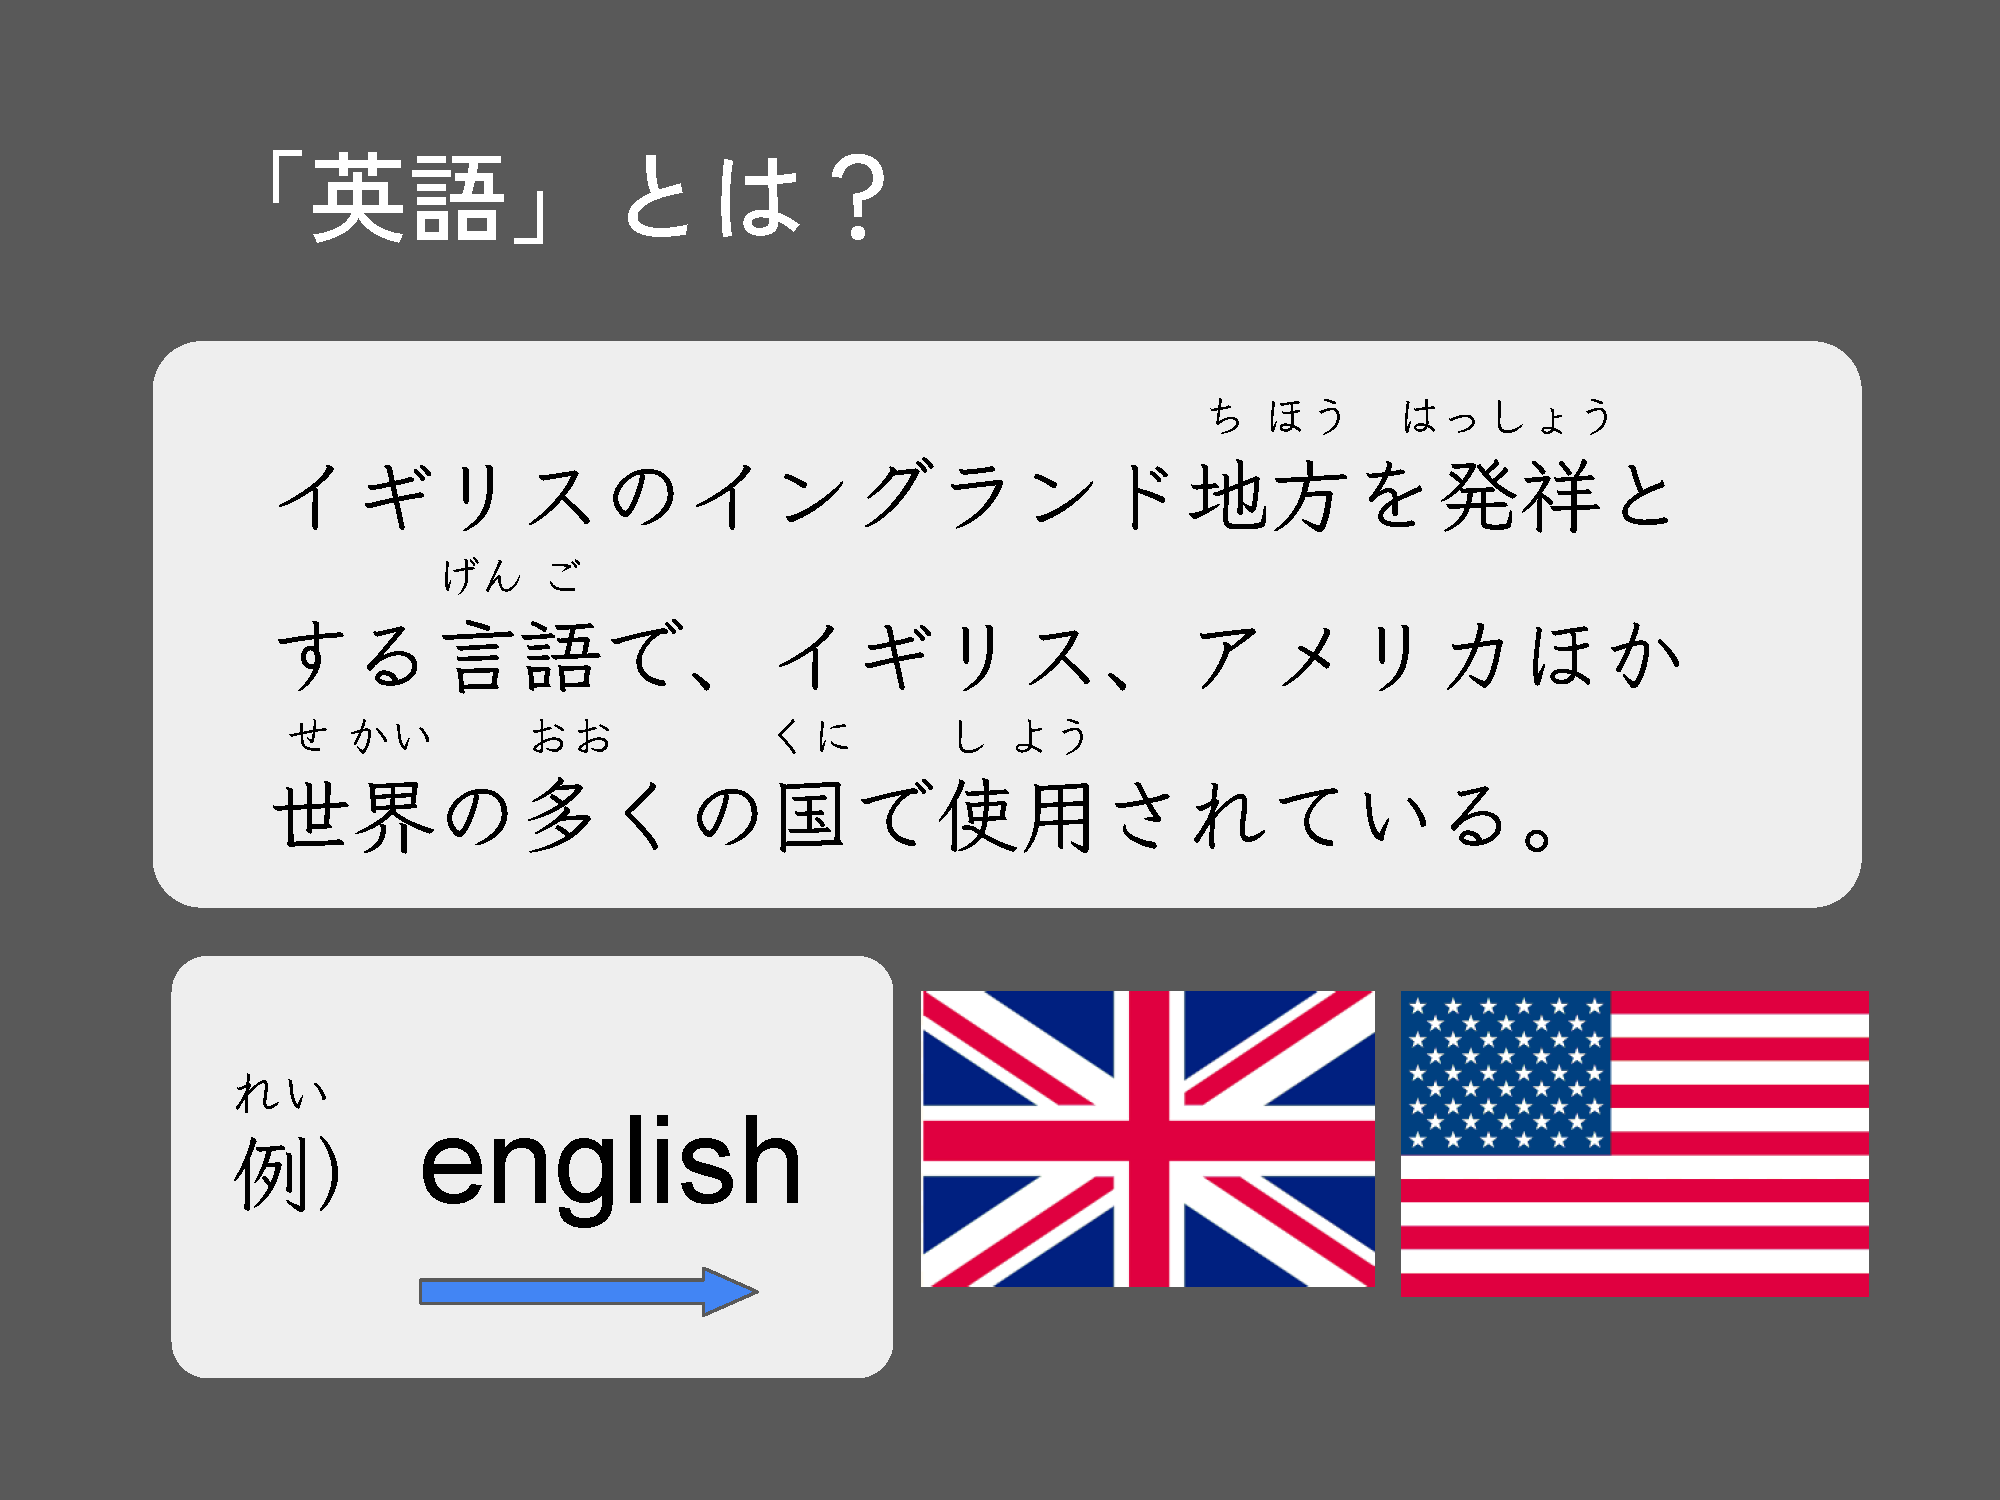 「英語」とは？
ち ほう はっしょう
イギリスのイングランド地方を発祥と
げん ご
する言語で、イギリス、アメリカほか
せ かい おお くに し よう
世界の多くの国で使用されている。
れい
例） english